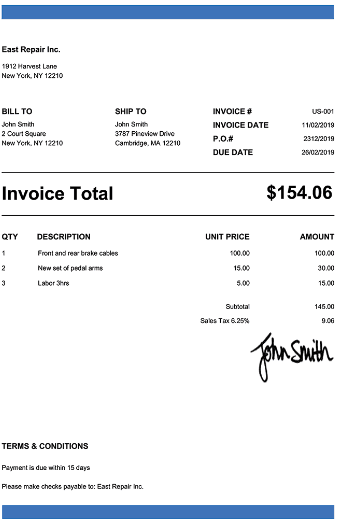 East Repair Inc.
1912 Harvest Lane
New York, NY 12210
BILL TO
John Smith
2 Court Square
New York, NY 12210
SHIP TO
John Smith
3787 Pineview Drive
Cambridge, MA 12210
INVOICE # US-001
INVOICE DATE 11/02/2019
P.O.# 2312/2019
DUE DATE 26/02/2019
Invoice Total $154.06
QTY DESCRIPTION UNIT PRICE AMOUNT
1 Front and rear brake cables 100.00 100.00
2 New set of pedal arms 15.00 30.00
3 Labor 3hrs 5.00 15.00
Subtotal 145.00
Sales Tax 6.25% 9.06
John Smith
TERMS & CONDITIONS
Payment is due within 15 days
Please make checks payable to: East Repair Inc.